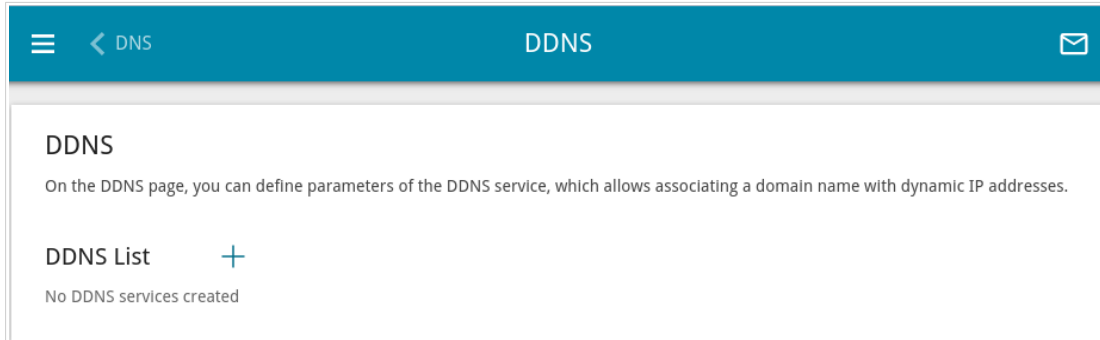 DNS
DDNS
DDNS
On the DDNS page, you can define parameters of the DDNS service, which allows associating a domain name with dynamic IP addresses.
DDNS List
No DDNS services created